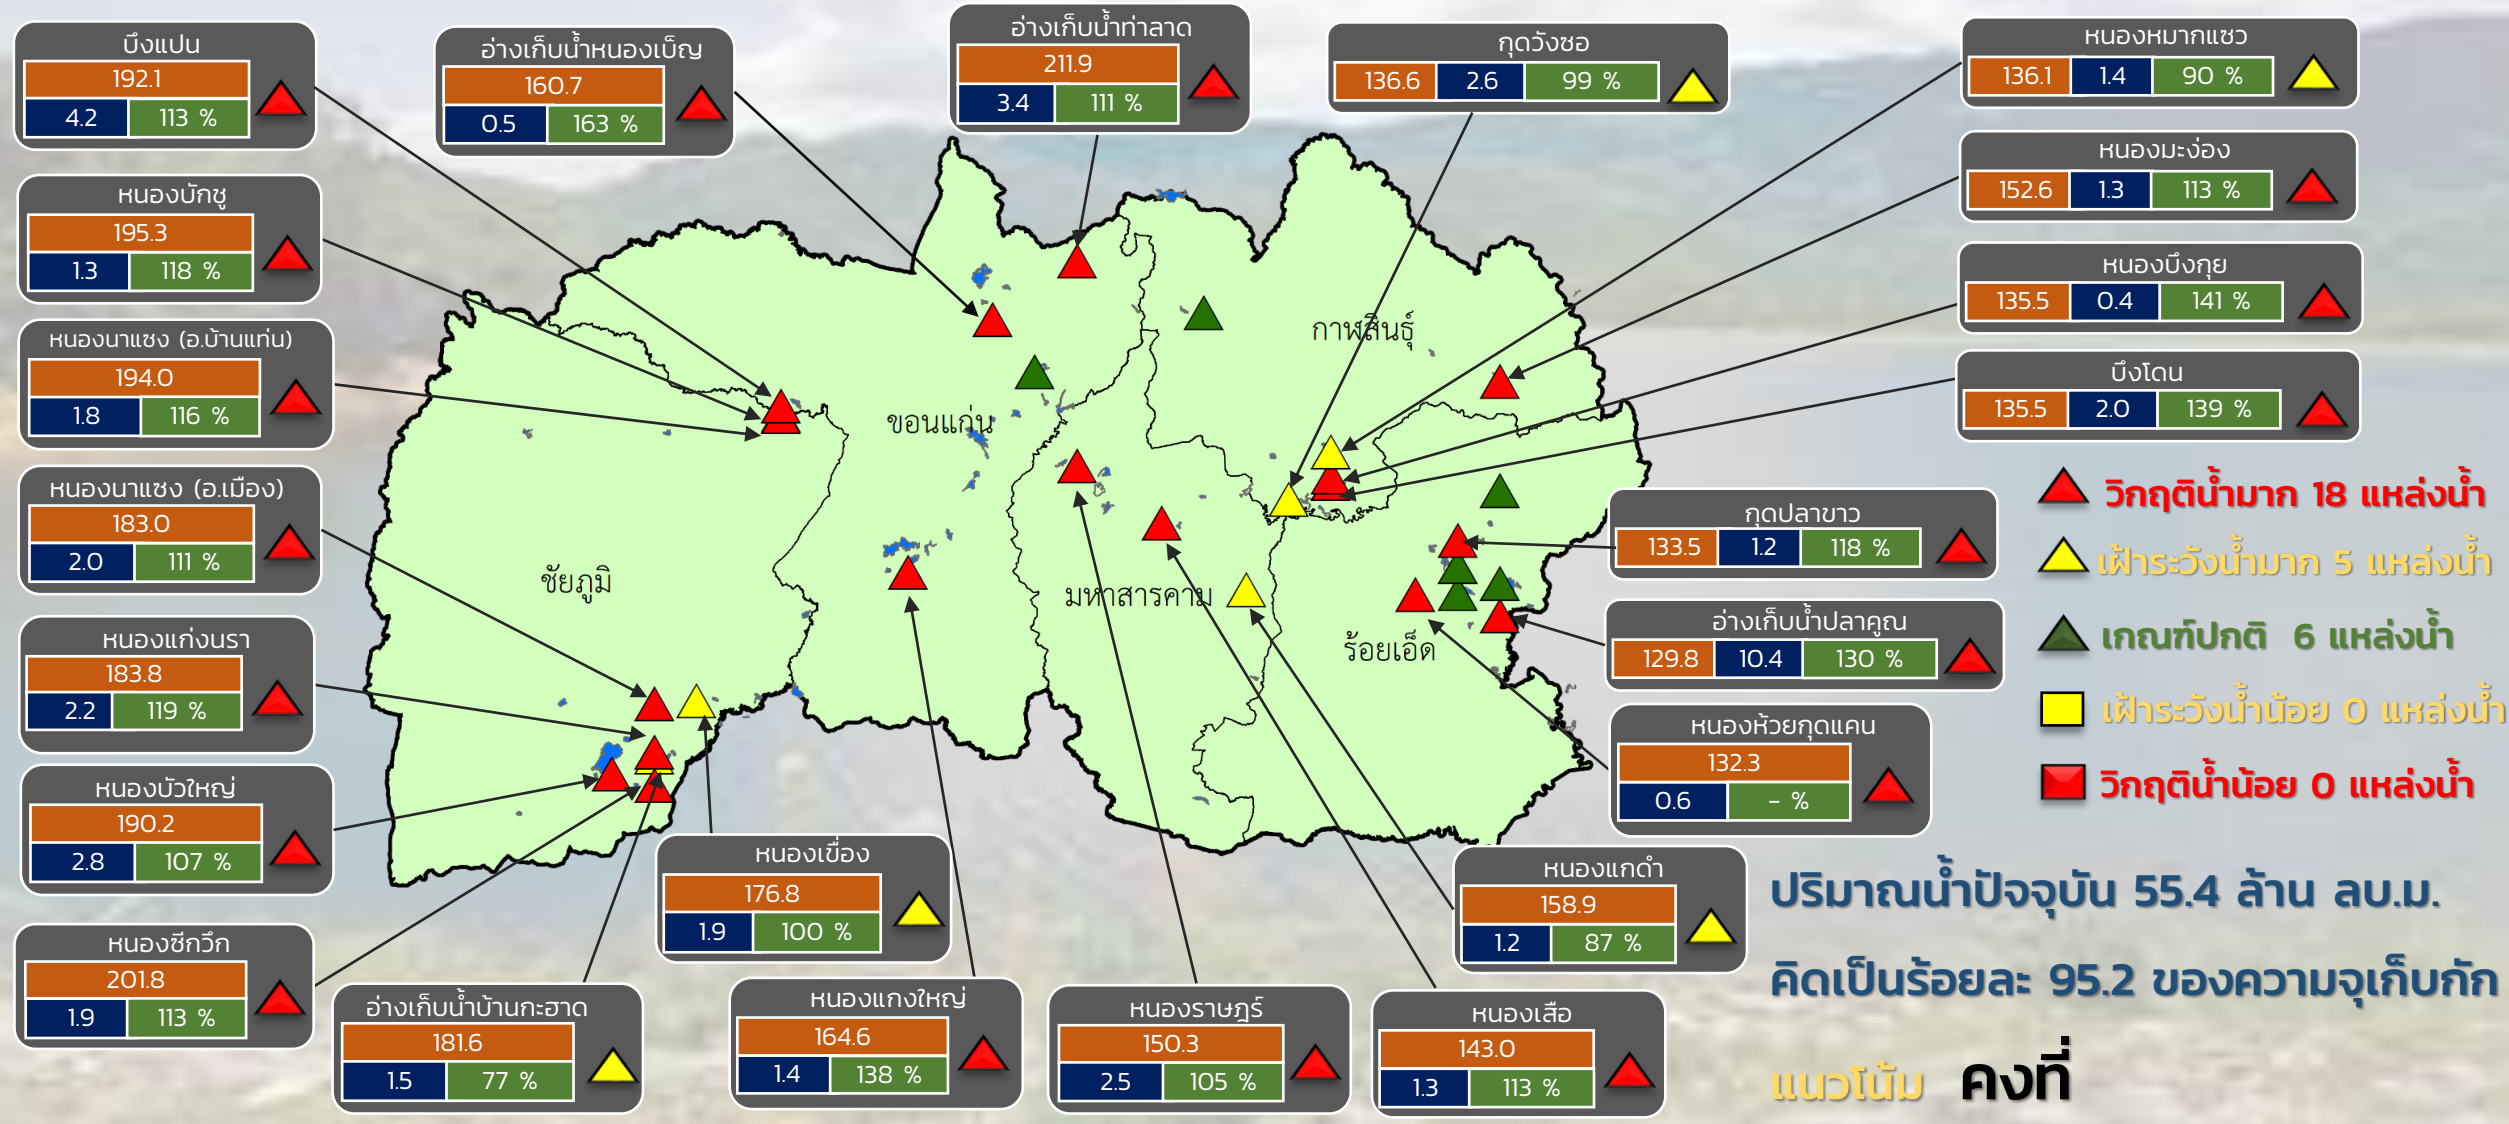 บึงแปน
192.1
4.2 113 %
อ่างเก็บน้ำหนองเบ็ญ
160.7
0.5 163 %
อ่างเก็บน้ำท่าลาด
211.9
3.4 111 %
กุดวังซอ
136.6 2.6 99 %
หนองหมากแซว
136.1 1.4 90 %
หนองบักชู
195.3
1.3 118 %
หนองมะง่อง
152.6 1.3 113 %
หนองบึงกุย
135.5 0.4 141 %
หนองนาแซง (อ.บ้านแท่น)
194.0
1.8 116 %
บึงโดน
135.5 2.0 139 %
หนองนาแซง (อ.เมือง)
183.0
2.0 111 %
กุดปลาขาว
133.5 1.2 118 %
หนองแก่งนรา
183.8
2.2 119 %
อ่างเก็บน้ำปลาคูณ
129.8 10.4 130 %
หนองบัวใหญ่
190.2
2.8 107 %
หนองห้วยกุดแคน
132.3
0.6 - %
หนองเขื่อง
176.8
1.9 100 %
หนองแกดำ
158.9
1.2 87 %
หนองซีกวึก
201.8
1.9 113 %
อ่างเก็บน้ำบ้านกะฮาด
181.6
1.5 77 %
หนองแกงใหญ่
164.6
1.4 138 %
หนองราษฎร์
150.3
2.5 105 %
หนองเสือ
143.0
1.3 113 %
กาฬสินธุ์
ขอนแก่น
ชัยภูมิ
มหาสารคาม
ร้อยเอ็ด
วิกฤติน้ำมาก 18 แหล่งน้ำ
เฝ้าระวังน้ำมาก 5 แหล่งน้ำ
เกณฑ์ปกติ 6 แหล่งน้ำ
เฝ้าระวังน้ำน้อย 0 แหล่งน้ำ
วิกฤติน้ำน้อย 0 แหล่งน้ำ
ปริมาณน้ำปัจจุบัน 55.4 ล้าน ลบ.ม.
คิดเป็นร้อยละ 95.2 ของความจุเก็บกัก
แนวโน้ม คงที่